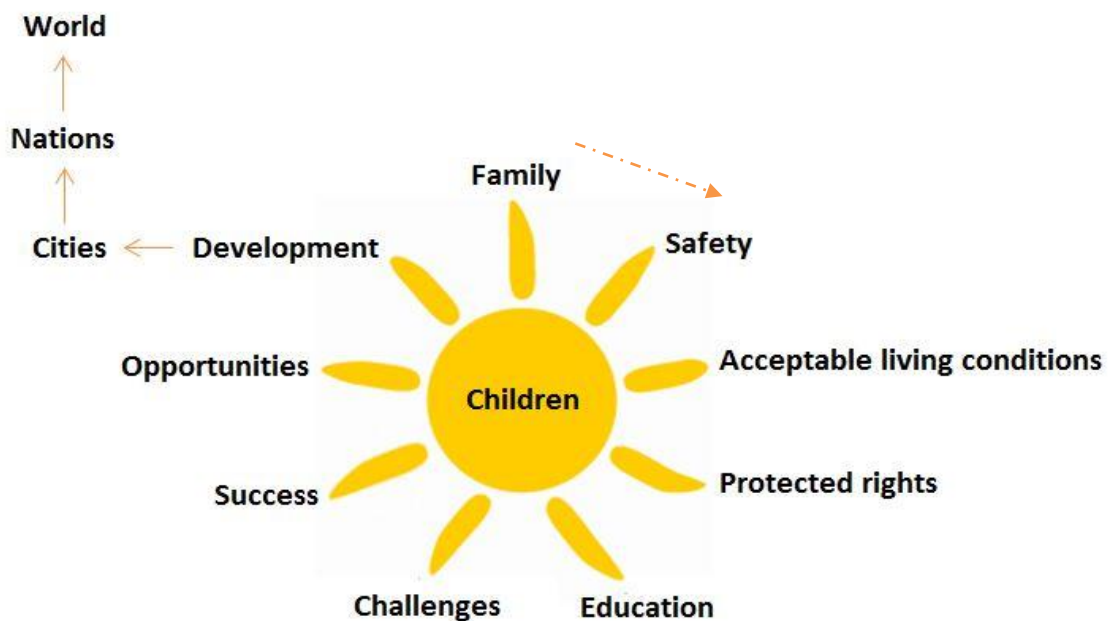 World
Nations
Family
Cities
Development
Safety
Opportunities
Acceptable living conditions
Children
Success
Protected rights
Challenges
Education